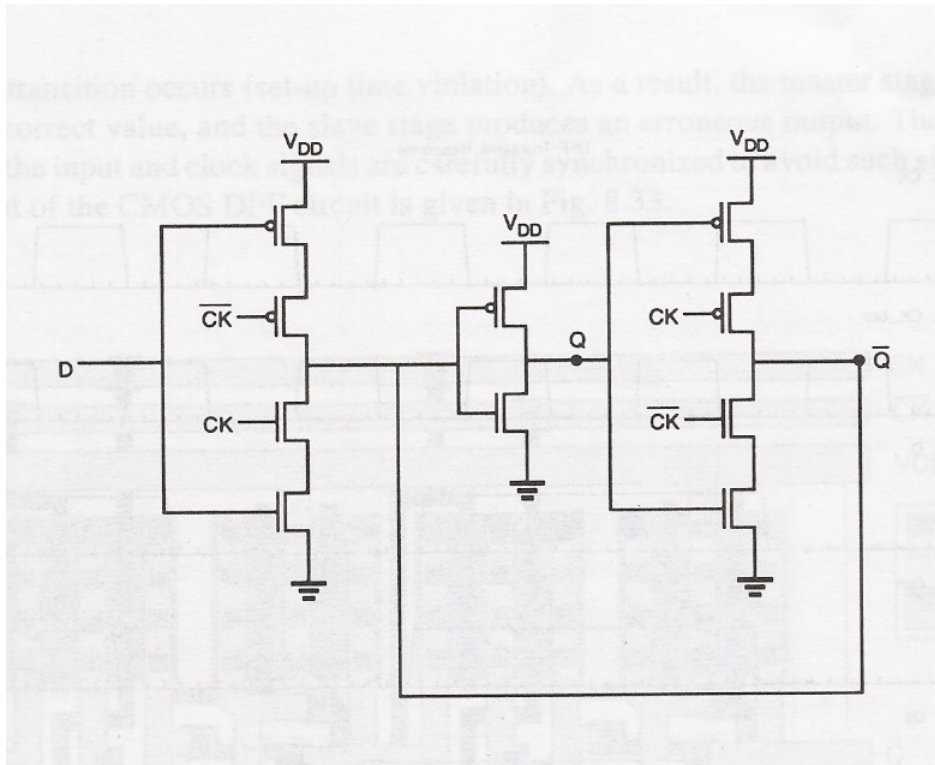 transition occurs (set-up time violation). As a result, the master stag
correct value, and the slave stage produces an erroneous output. The
the input and clock signals are carefully synchronized to avoid such
of the CMOS DFF circuit is given in Fig. 8.33.
VDD
VDD
VDD
CK
CK
D
Q
CK
CK
Q